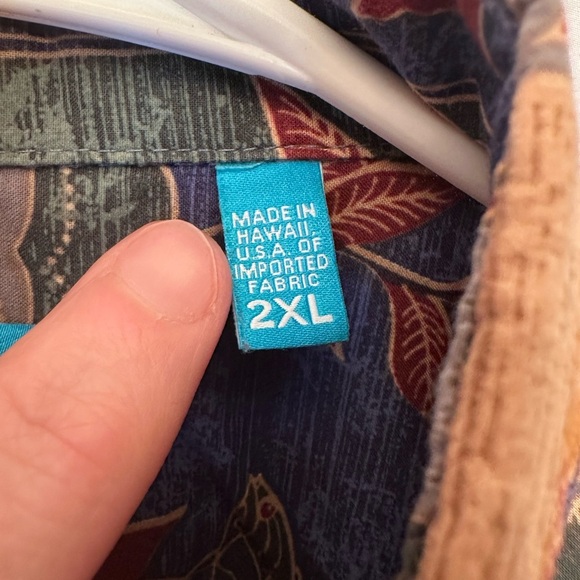 MADE IN
HAWAII,
U.S.A. OF
IMPORTED
FABRIC
2XL